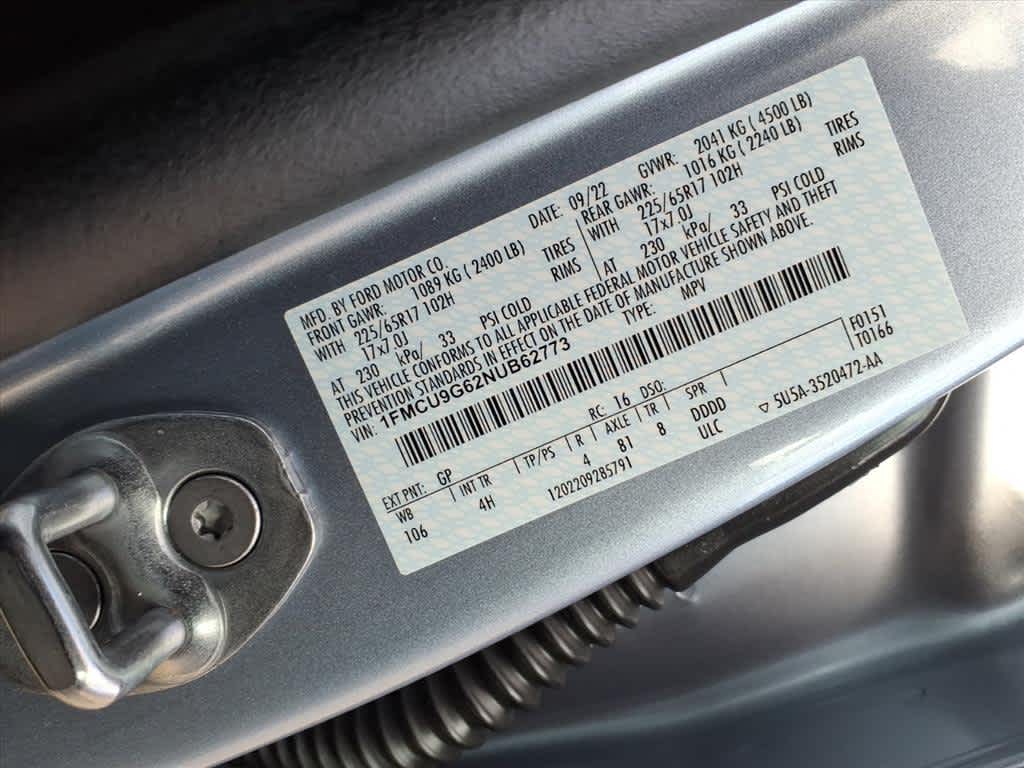 MFD. BY FORD MOTOR CO. DATE: 09/22 GVWR: 2041 KG ( 4500 LB)
FRONT GAWR: 1089 KG ( 2400 LB) REAR GAWR: 1016 KG ( 2240 LB)
WITH 225/65R17 102H TIRES WITH 225/65R17 102H TIRES
17x7.0J RIMS 17x7.0J RIMS
AT 230 kPa/ 33 PSI COLD AT 230 kPa/ 33 PSI COLD
THIS VEHICLE CONFORMS TO ALL APPLICABLE FEDERAL MOTOR VEHICLE SAFETY AND THEFT
PREVENTION STANDARDS IN EFFECT ON THE DATE OF MANUFACTURE SHOWN ABOVE.
VIN: 1FMCU9G62NUB62773 TYPE: MPV
F0151
EXT PNT: GP RC: 16 DSO: T0166
WB INT TR TP/PS R AXLE TR SPR
106 4H 4 81 8 DDDD
1202209285791 ULC ▽ 5U5A-3520472-AA